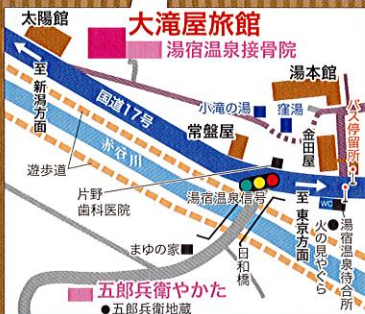 太陽館
大滝屋旅館
湯宿温泉接骨院
至新潟方面
国道17号
湯本館
小滝の湯
窪湯
常盤屋
金田屋
バス停留所
遊歩道
赤谷川
片野
歯科医院
湯宿温泉信号
至東京方面
WC
火の見やぐら
湯宿温泉待合所
まゆの家
日和橋
五郎兵衛やかた
●五郎兵衛地蔵